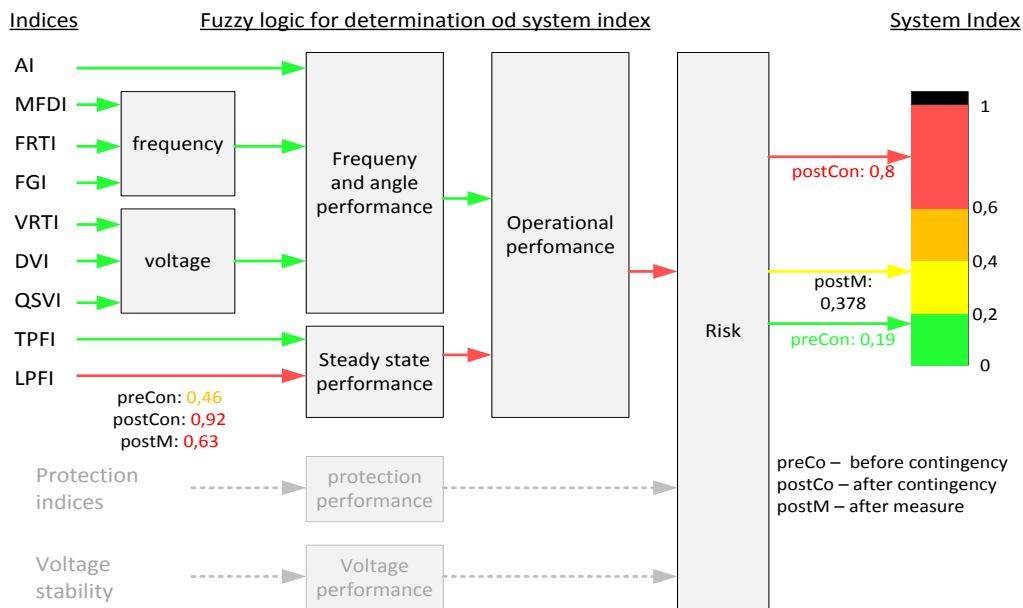 Indices
Fuzzy logic for determination od system index
System Index
AI
MFDI
FRTI
FGI
VRTI
DVI
QSVI
TPFI
LPFI
frequency
voltage
Frequeny
and angle
performance
Steady state
performance
Operational
perfomance
Risk
preCon: 0,46
postCon: 0,92
postM: 0,63
postCon: 0,8
postM:
0,378
preCon: 0,19
1
0,6
0,4
0,2
0
Protection
indices
protection
performance
Voltage
stability
Voltage
performance
preCo – before contingency
postCo – after contingency
postM – after measure